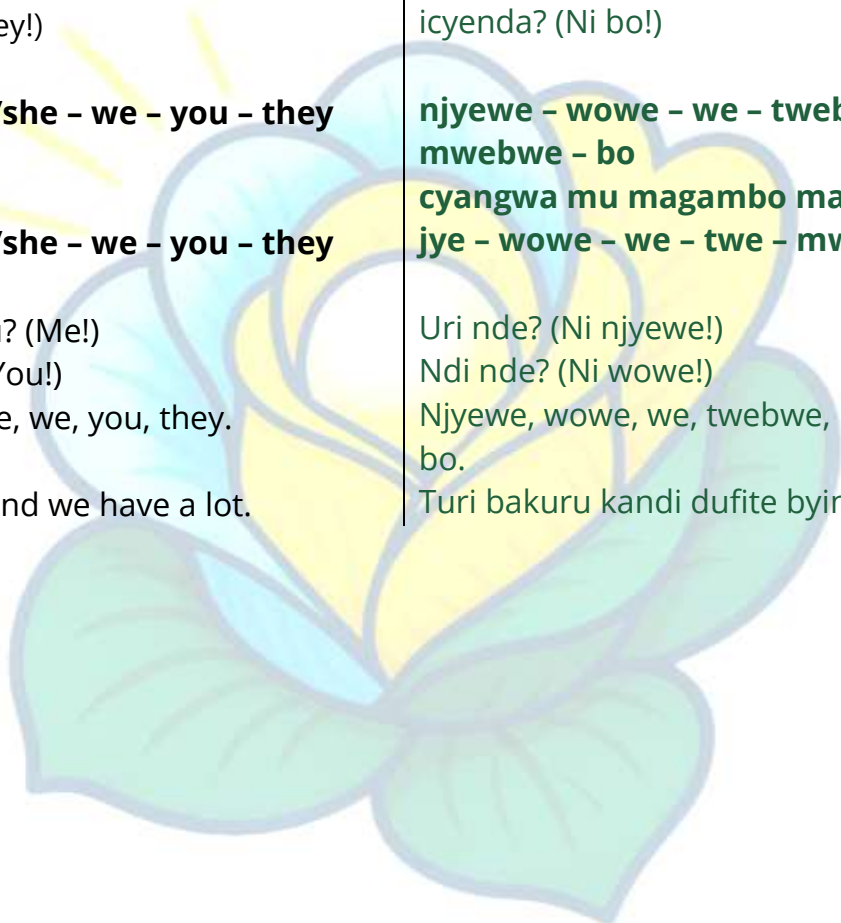 ey!)
/she – we – you – they
/she – we – you – they
? (Me!)
You!)
e, we, you, they.
nd we have a lot.
icyenda? (Ni bo!)
njyewe – wowe – we – tweb
mwebwe – bo
cyangwa mu magambo ma
jye – wowe – we – twe – mw
Uri nde? (Ni njyewe!)
Ndi nde? (Ni wowe!)
Njyewe, wowe, we, twebwe,
bo.
Turi bakuru kandi dufite byin